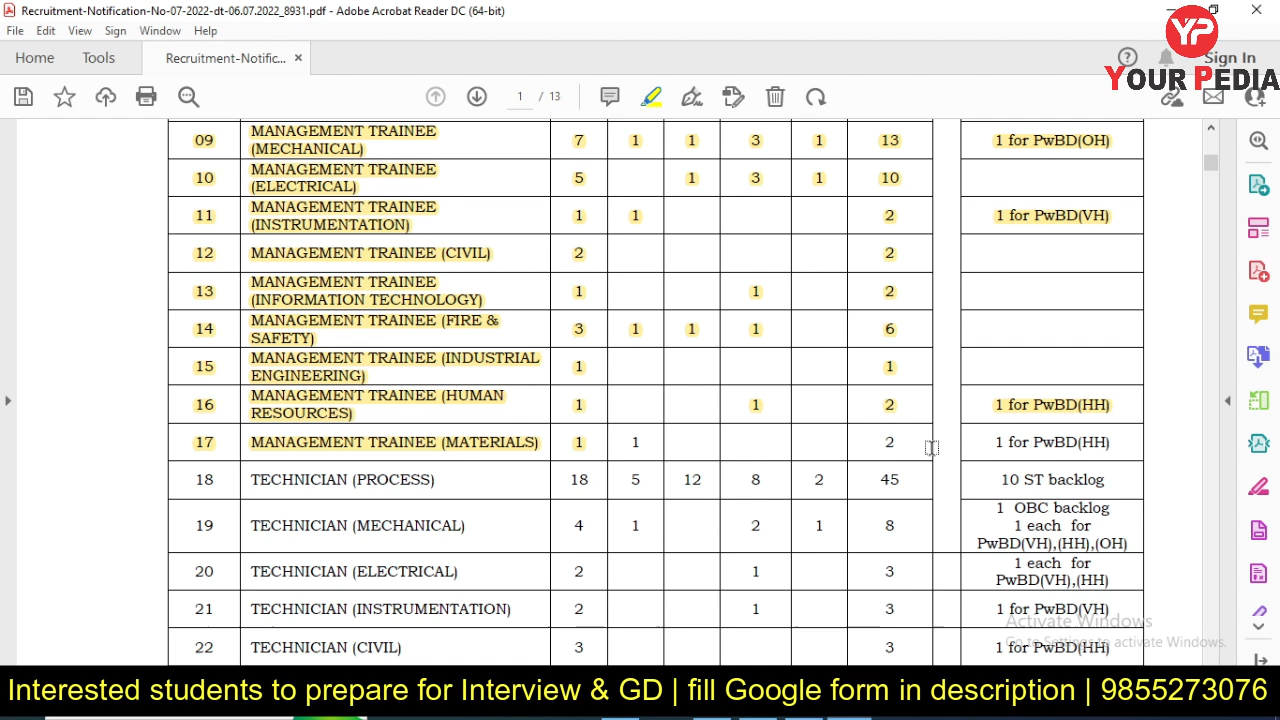 Recruitment-Notification-No-07-2022-dt-06.07.2022_8931.pdf - Adobe Acrobat Reader DC (64-bit)
File Edit View Sign Window Help
Home Tools Recruitment-Notific... × Sign In
YP
YOUR PEDIA
1 / 13
09 MANAGEMENT TRAINEE (MECHANICAL) 7 1 1 3 1 13 1 for PwBD(OH)
10 MANAGEMENT TRAINEE (ELECTRICAL) 5 1 3 1 10
11 MANAGEMENT TRAINEE (INSTRUMENTATION) 1 1 2 1 for PwBD(VH)
12 MANAGEMENT TRAINEE (CIVIL) 2 2
13 MANAGEMENT TRAINEE (INFORMATION TECHNOLOGY) 1 1 2
14 MANAGEMENT TRAINEE (FIRE & SAFETY) 3 1 1 1 6
15 MANAGEMENT TRAINEE (INDUSTRIAL ENGINEERING) 1 1
16 MANAGEMENT TRAINEE (HUMAN RESOURCES) 1 1 2 1 for PwBD(HH)
17 MANAGEMENT TRAINEE (MATERIALS) 1 1 2 1 for PwBD(HH)
18 TECHNICIAN (PROCESS) 18 5 12 8 2 45 10 ST backlog
19 TECHNICIAN (MECHANICAL) 4 1 2 1 8 1 OBC backlog 1 each for PwBD(VH),(HH),(OH)
20 TECHNICIAN (ELECTRICAL) 2 1 3 1 each for PwBD(VH),(HH)
21 TECHNICIAN (INSTRUMENTATION) 2 1 3 1 for PwBD(VH)
22 TECHNICIAN (CIVIL) 3 3 1 for PwBD(HH)
Activate Windows
Go to Settings to activate Windows.
Interested students to prepare for Interview & GD | fill Google form in description | 9855273076